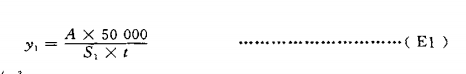 y₁ = A × 50 000 / S₁ × t ……………………………( E1 )